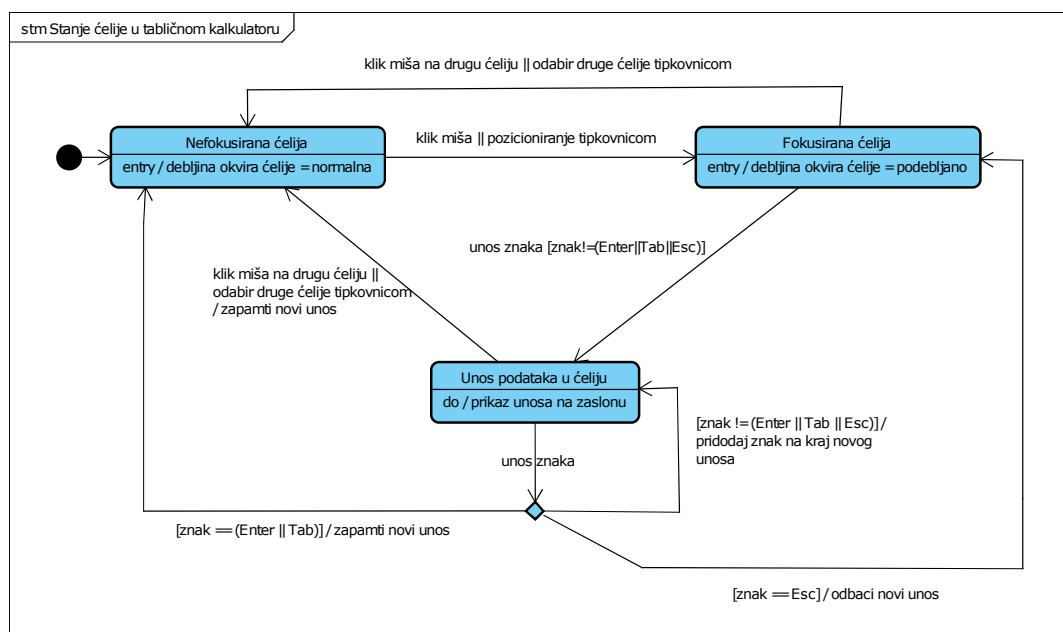 stm Stanje ćelije u tabličnom kalkulatoru
klik miša na drugu ćeliju || odabir druge ćelije tipkovnicom
Nefokusirana ćelija
entry / debljina okvira ćelije = normalna
klik miša || pozicioniranje tipkovnicom
Fokusirana ćelija
entry / debljina okvira ćelije = podebljano
unos znaka [znak!=(Enter||Tab||Esc)]
klik miša na drugu ćeliju ||
odabir druge ćelije tipkovnicom
/ zapamti novi unos
Unos podataka u ćeliju
do / prikaz unosa na zaslonu
[znak != (Enter || Tab || Esc)] /
pridodaj znak na kraj novog
unosa
unos znaka
[znak == (Enter || Tab)] / zapamti novi unos
[znak == Esc] / odbaci novi unos